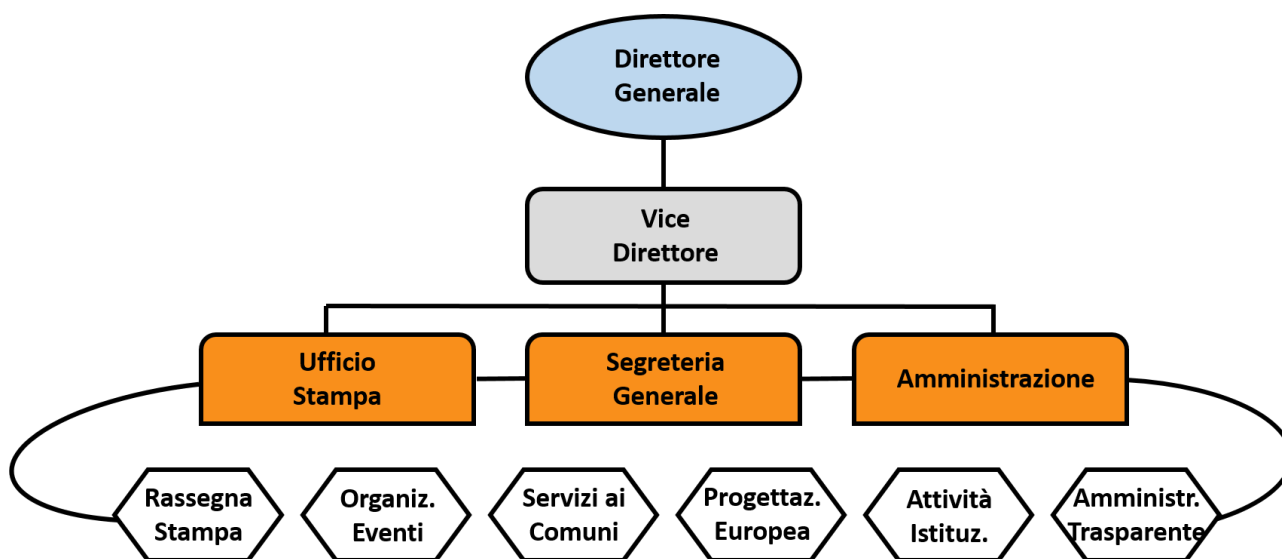 Direttore
Generale
Vice
Direttore
Ufficio
Stampa
Segreteria
Generale
Amministrazione
Rassegna
Stampa
Organiz.
Eventi
Servizi ai
Comuni
Progettaz.
Europea
Attività
Istituz.
Amministr.
Trasparente